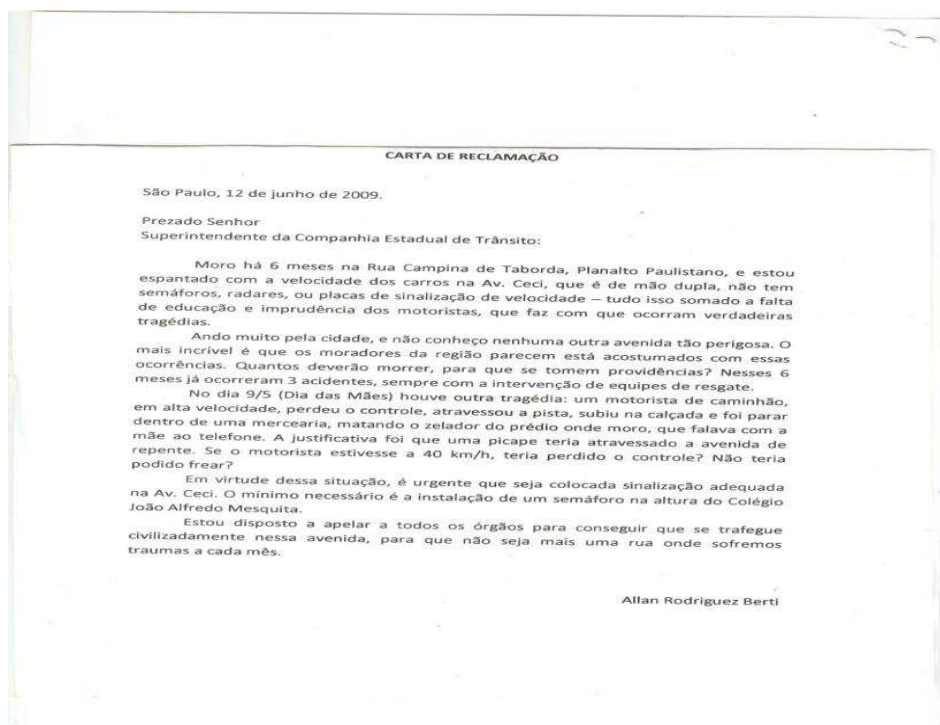 CARTA DE RECLAMAÇÃO
São Paulo, 12 de junho de 2009.
Prezado Senhor
Superintendente da Companhia Estadual de Trânsito:
Moro há 6 meses na Rua Campina de Taborda, Planalto Paulistano, e estou
espantado com a velocidade dos carros na Av. Ceci, que é de mão dupla, não tem
semáforos, radares, ou placas de sinalização de velocidade – tudo isso somado a falta
de educação e imprudência dos motoristas, que faz com que ocorram verdadeiras
tragédias.
Ando muito pela cidade, e não conheço nenhuma outra avenida tão perigosa. O
mais incrível é que os moradores da região parecem está acostumados com essas
ocorrências. Quantos deverão morrer, para que se tomem providências? Nesses 6
meses já ocorreram 3 acidentes, sempre com a intervenção de equipes de resgate.
No dia 9/5 (Dia das Mães) houve outra tragédia: um motorista de caminhão,
em alta velocidade, perdeu o controle, atravessou a pista, subiu na calçada e foi parar
dentro de uma mercearia, matando o zelador do prédio onde moro, que falava com a
mãe ao telefone. A justificativa foi que uma picape teria atravessado a avenida de
repente. Se o motorista estivesse a 40 km/h, teria perdido o controle? Não teria
podido frear?
Em virtude dessa situação, é urgente que seja colocada sinalização adequada
na Av. Ceci. O mínimo necessário é a instalação de um semáforo na altura do Colégio
João Alfredo Mesquita.
Estou disposto a apelar a todos os órgãos para conseguir que se trafegue
civilizadamente nessa avenida, para que não seja mais uma rua onde sofremos
traumas a cada mês.
Allan Rodriguez Berti